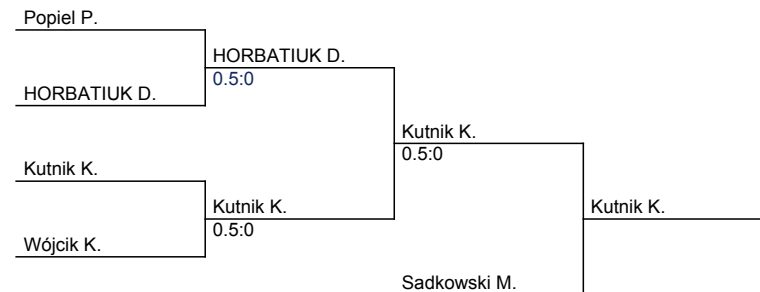 Popiel P.
HORBATIUK D.
0.5:0
HORBATIUK D.
Kutnik K.
0.5:0
Kutnik K.
Kutnik K.
Kutnik K.
0.5:0
Wójcik K.
Sadkowski M.